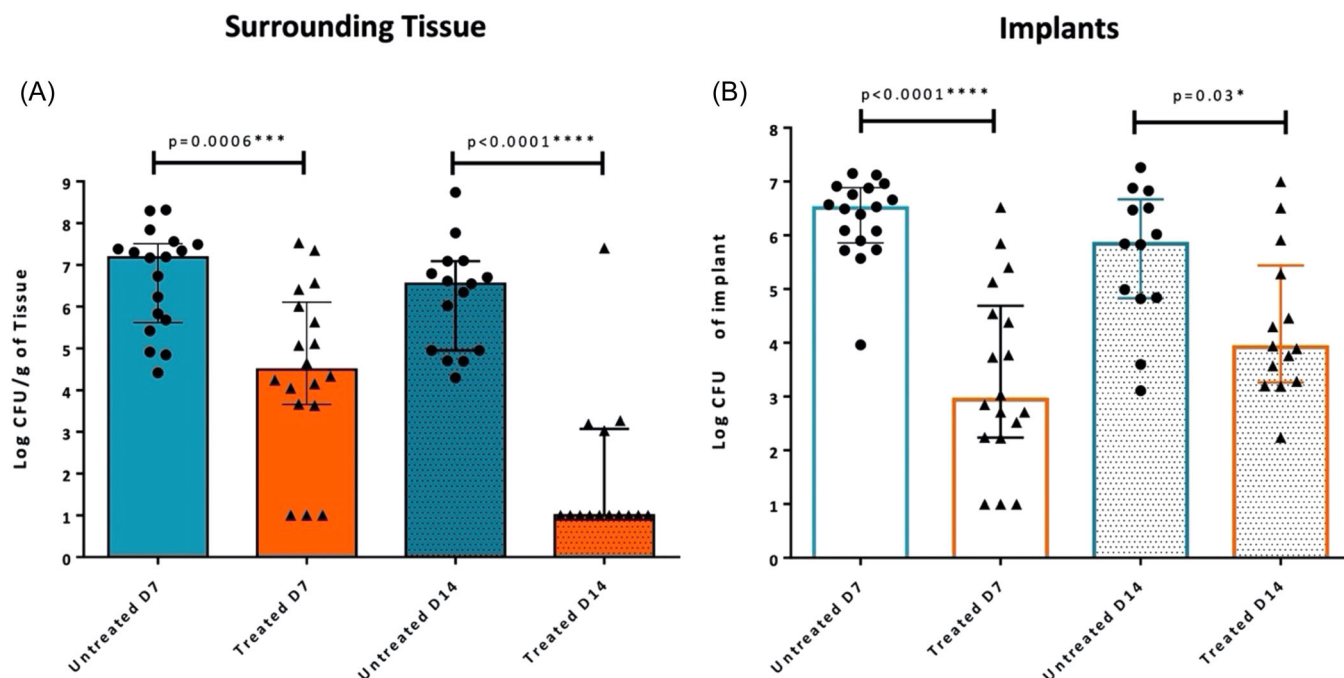 Surrounding Tissue
Implants
(A)
(B)
p=0.0006***
p<0.0001****
p<0.0001****
p=0.03*
Log CFU/g of Tissue
9
8
7
6
5
4
3
2
1
0
Untreated D7
Treated D7
Untreated D14
Treated D14
Log CFU of implant
8
7
6
5
4
3
2
1
0
Untreated D7
Treated D7
Untreated D14
Treated D14